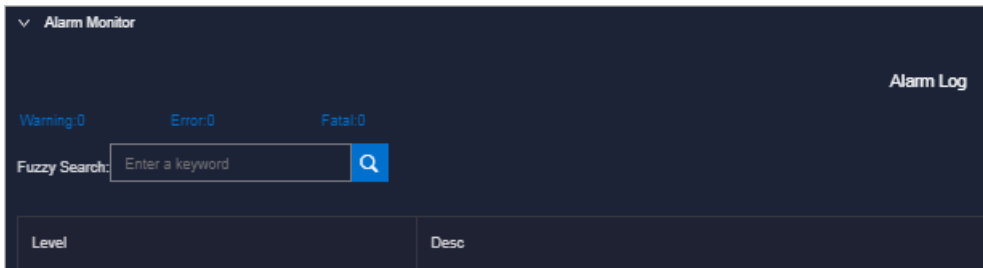 Alarm Monitor
Alarm Log
Warning:0 Error:0 Fatal:0
Fuzzy Search: Enter a keyword
Level Desc